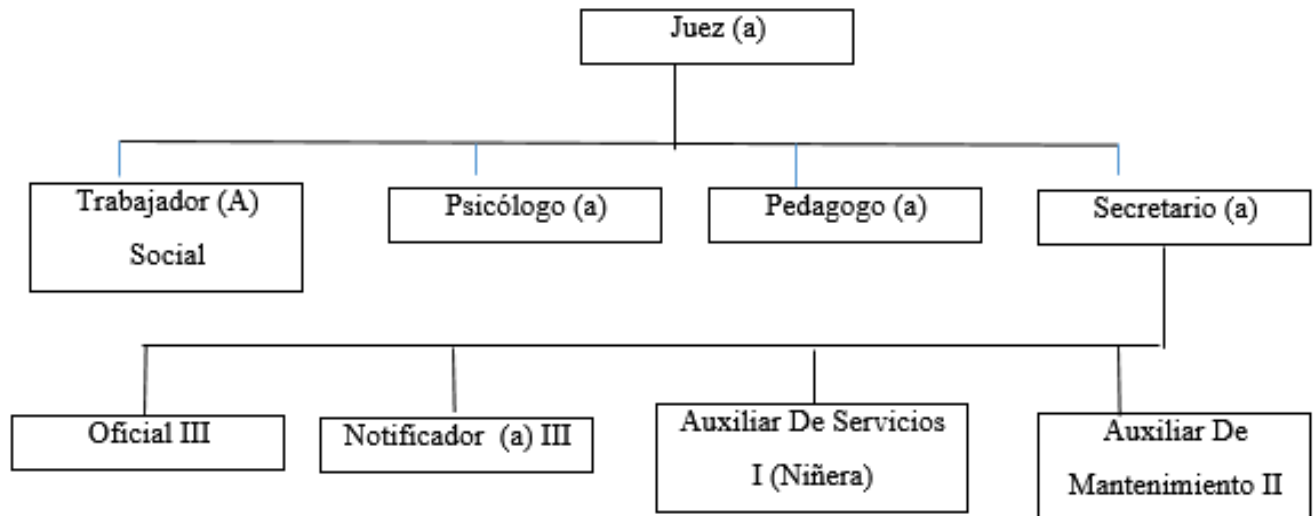 Juez (a)
Trabajador (A)
Social
Psicólogo (a)
Pedagogo (a)
Secretario (a)
Oficial III
Notificador (a) III
Auxiliar De Servicios
I (Niñera)
Auxiliar De
Mantenimiento II